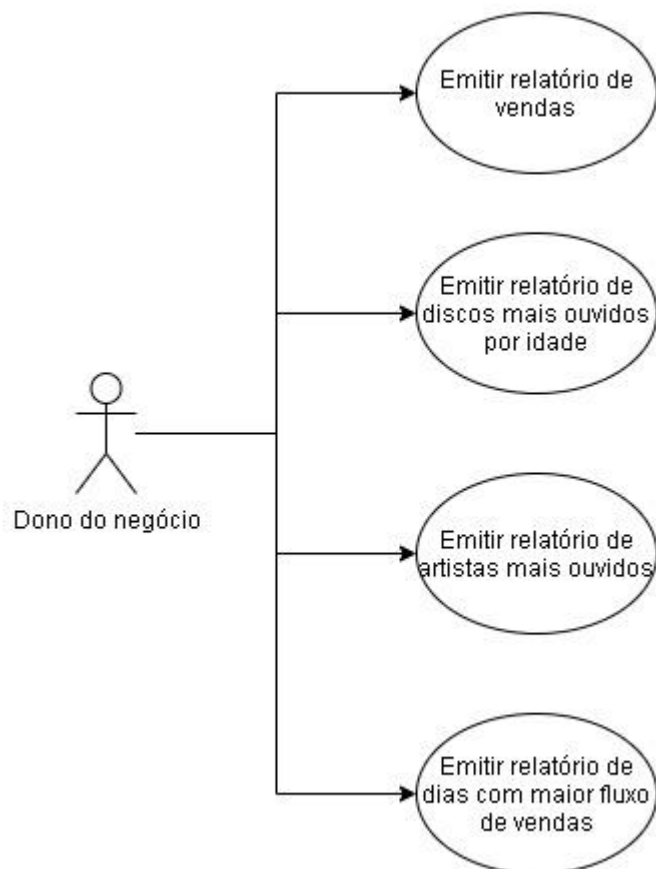 Emitir relatório de
vendas
Emitir relatório de
discos mais ouvidos
por idade
Dono do negócio
Emitir relatório de
artistas mais ouvidos
Emitir relatório de
dias com maior fluxo
de vendas